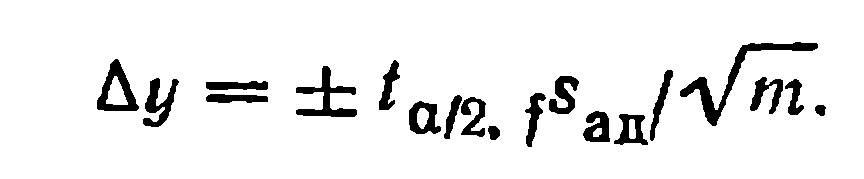 Δy = ± t_{α/2, f} s_{ад}/√m.